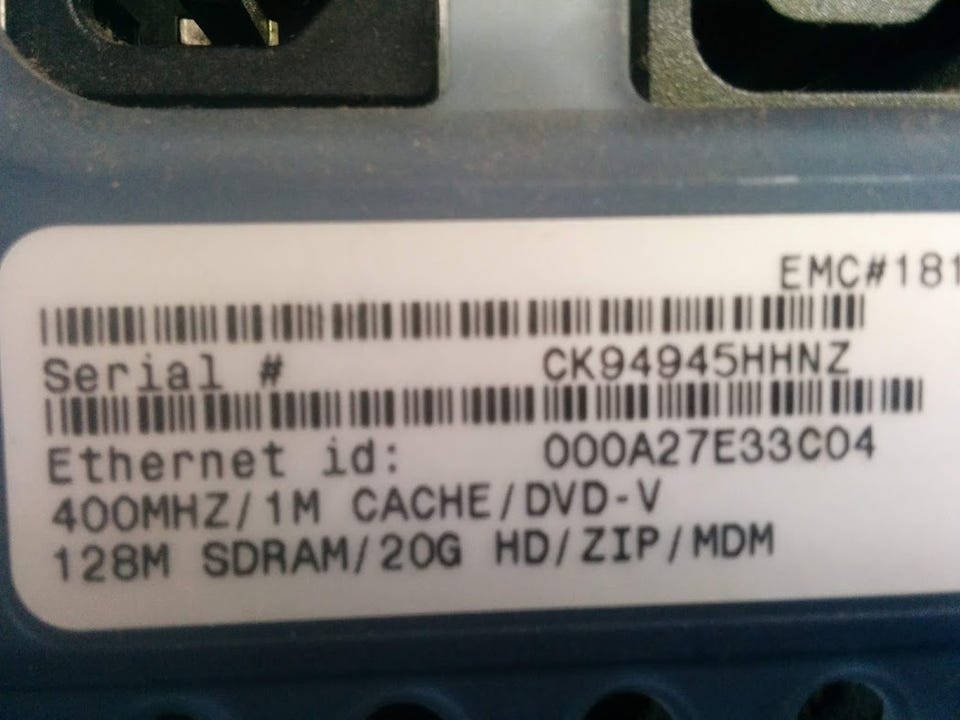 EMC#181
Serial # CK94945HHNZ
Ethernet id: 000A27E33C04
400MHZ/1M CACHE/DVD-V
128M SDRAM/20G HD/ZIP/MDM